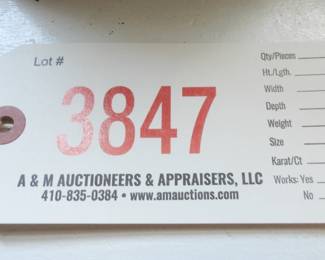 Lot #
3847
A & M AUCTIONEERS & APPRAISERS, LLC
410-835-0384 • www.amauctions.com
Qty/Pieces
Ht./Lgth.
Width
Depth
Weight
Size
Karat/Ct
Works: Yes
No